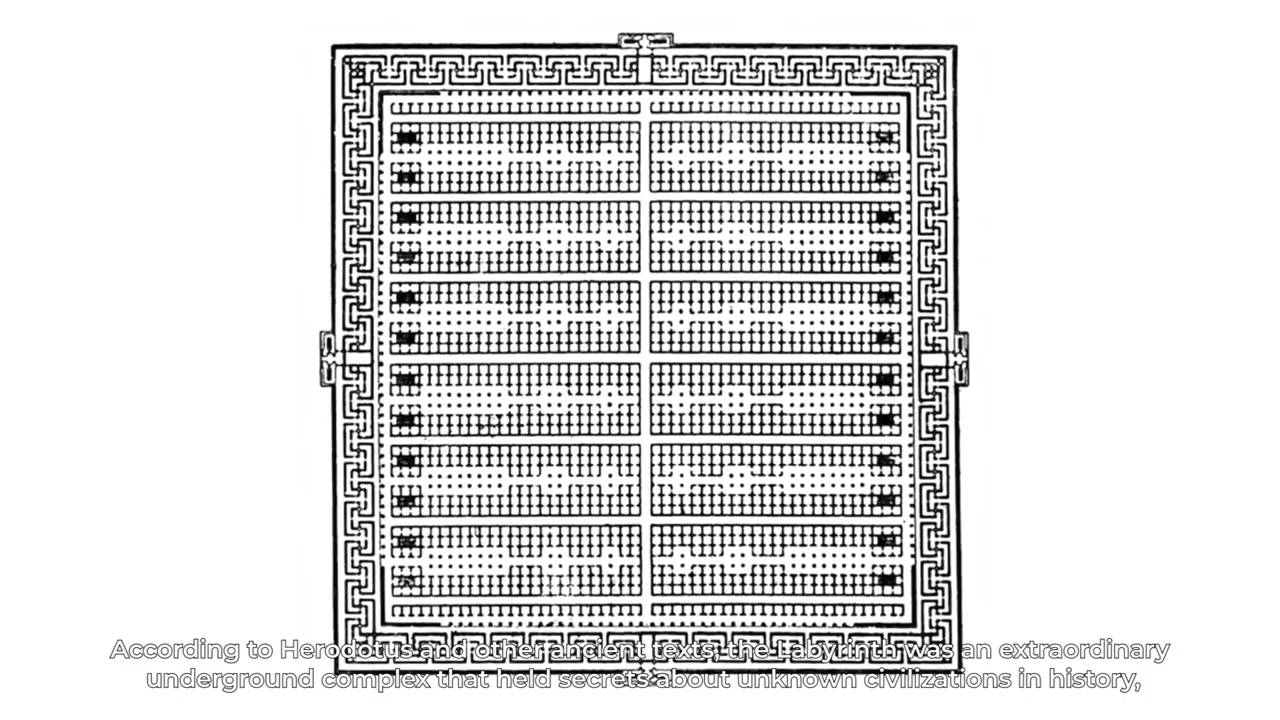 According to Herodotus and other ancient texts, the Labyrinth was an extraordinary
underground complex that held secrets about unknown civilizations in history,